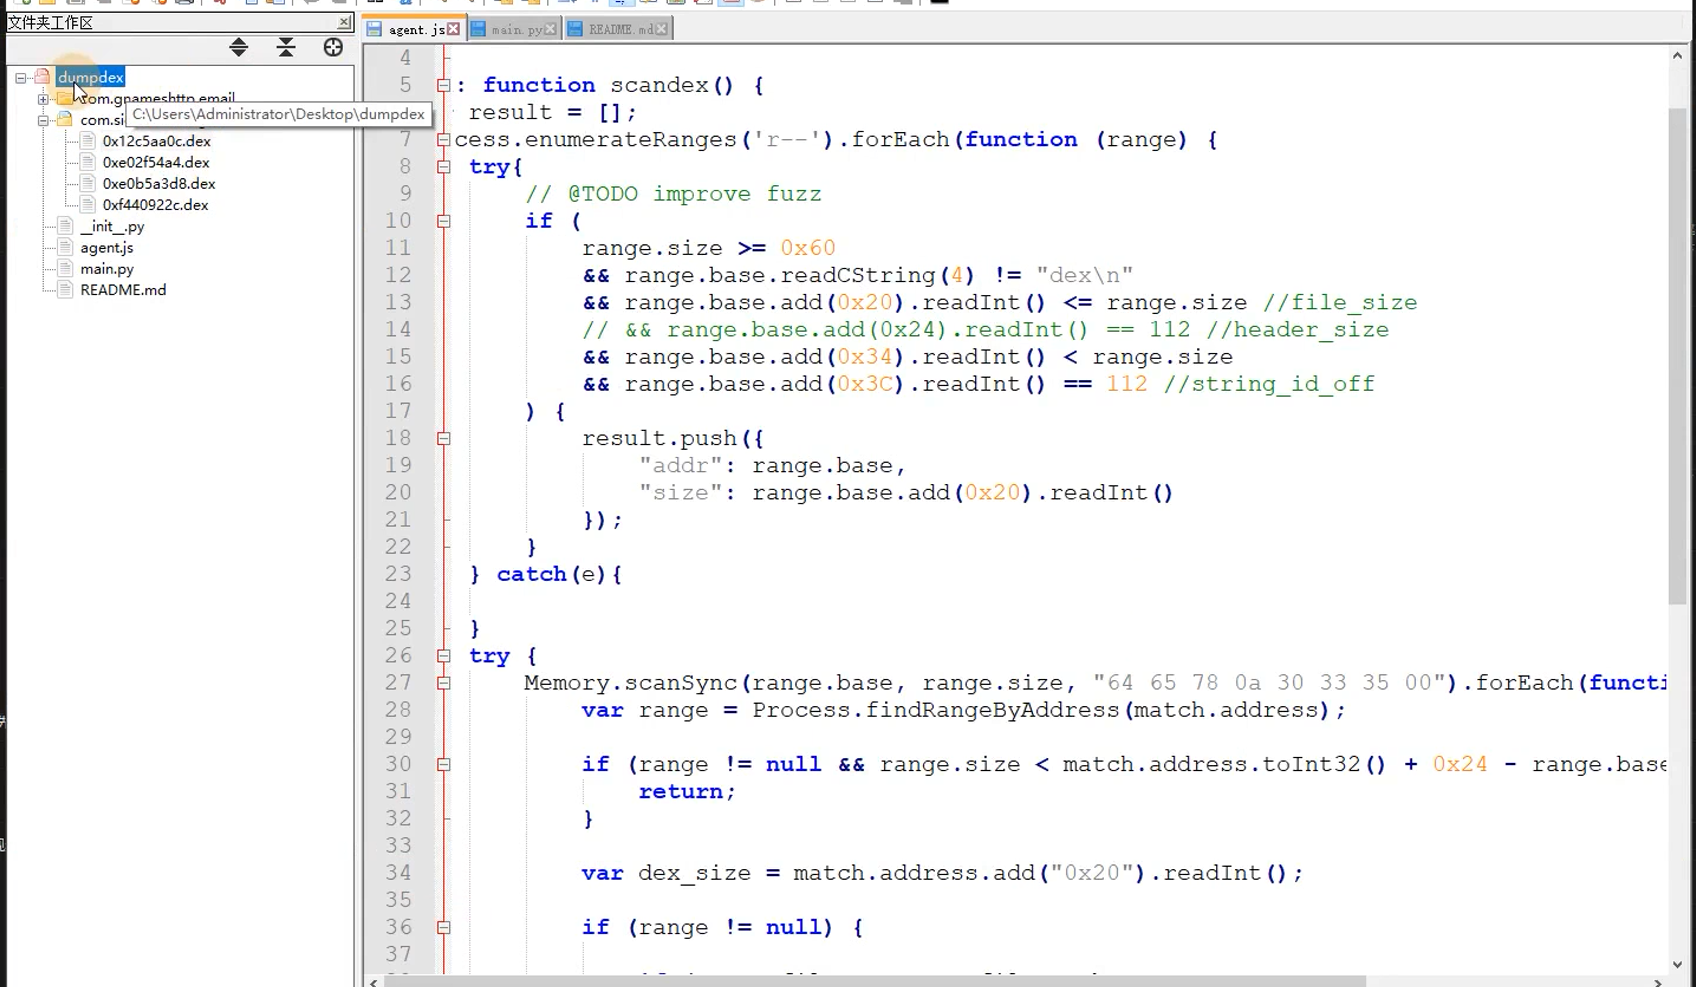 文件夹工作区
agent.js
main.py
README.md
dumpdex
com.gnameshttp.email
C:\Users\Administrator\Desktop\dumpdex
0x12c5aa0c.dex
0xe02f54a4.dex
0xe0b5a3d8.dex
0xf440922c.dex
__init__.py
agent.js
main.py
README.md
4
5 : function scandex() {
result = [];
7 cess.enumerateRanges('r--').forEach(function (range) {
8 try{
9 // @TODO improve fuzz
10 if (
11 range.size >= 0x60
12 && range.base.readCString(4) != "dex\n"
13 && range.base.add(0x20).readInt() <= range.size //file_size
14 // && range.base.add(0x24).readInt() == 112 //header_size
15 && range.base.add(0x34).readInt() < range.size
16 && range.base.add(0x3C).readInt() == 112 //string_id_off
17 ) {
18 result.push({
19 "addr": range.base,
20 "size": range.base.add(0x20).readInt()
21 });
22 }
23 } catch(e){
24
25 }
26 try {
27 Memory.scanSync(range.base, range.size, "64 65 78 0a 30 33 35 00").forEach(functi
28 var range = Process.findRangeByAddress(match.address);
29
30 if (range != null && range.size < match.address.toInt32() + 0x24 - range.base
31 return;
32 }
33
34 var dex_size = match.address.add("0x20").readInt();
35
36 if (range != null) {
37